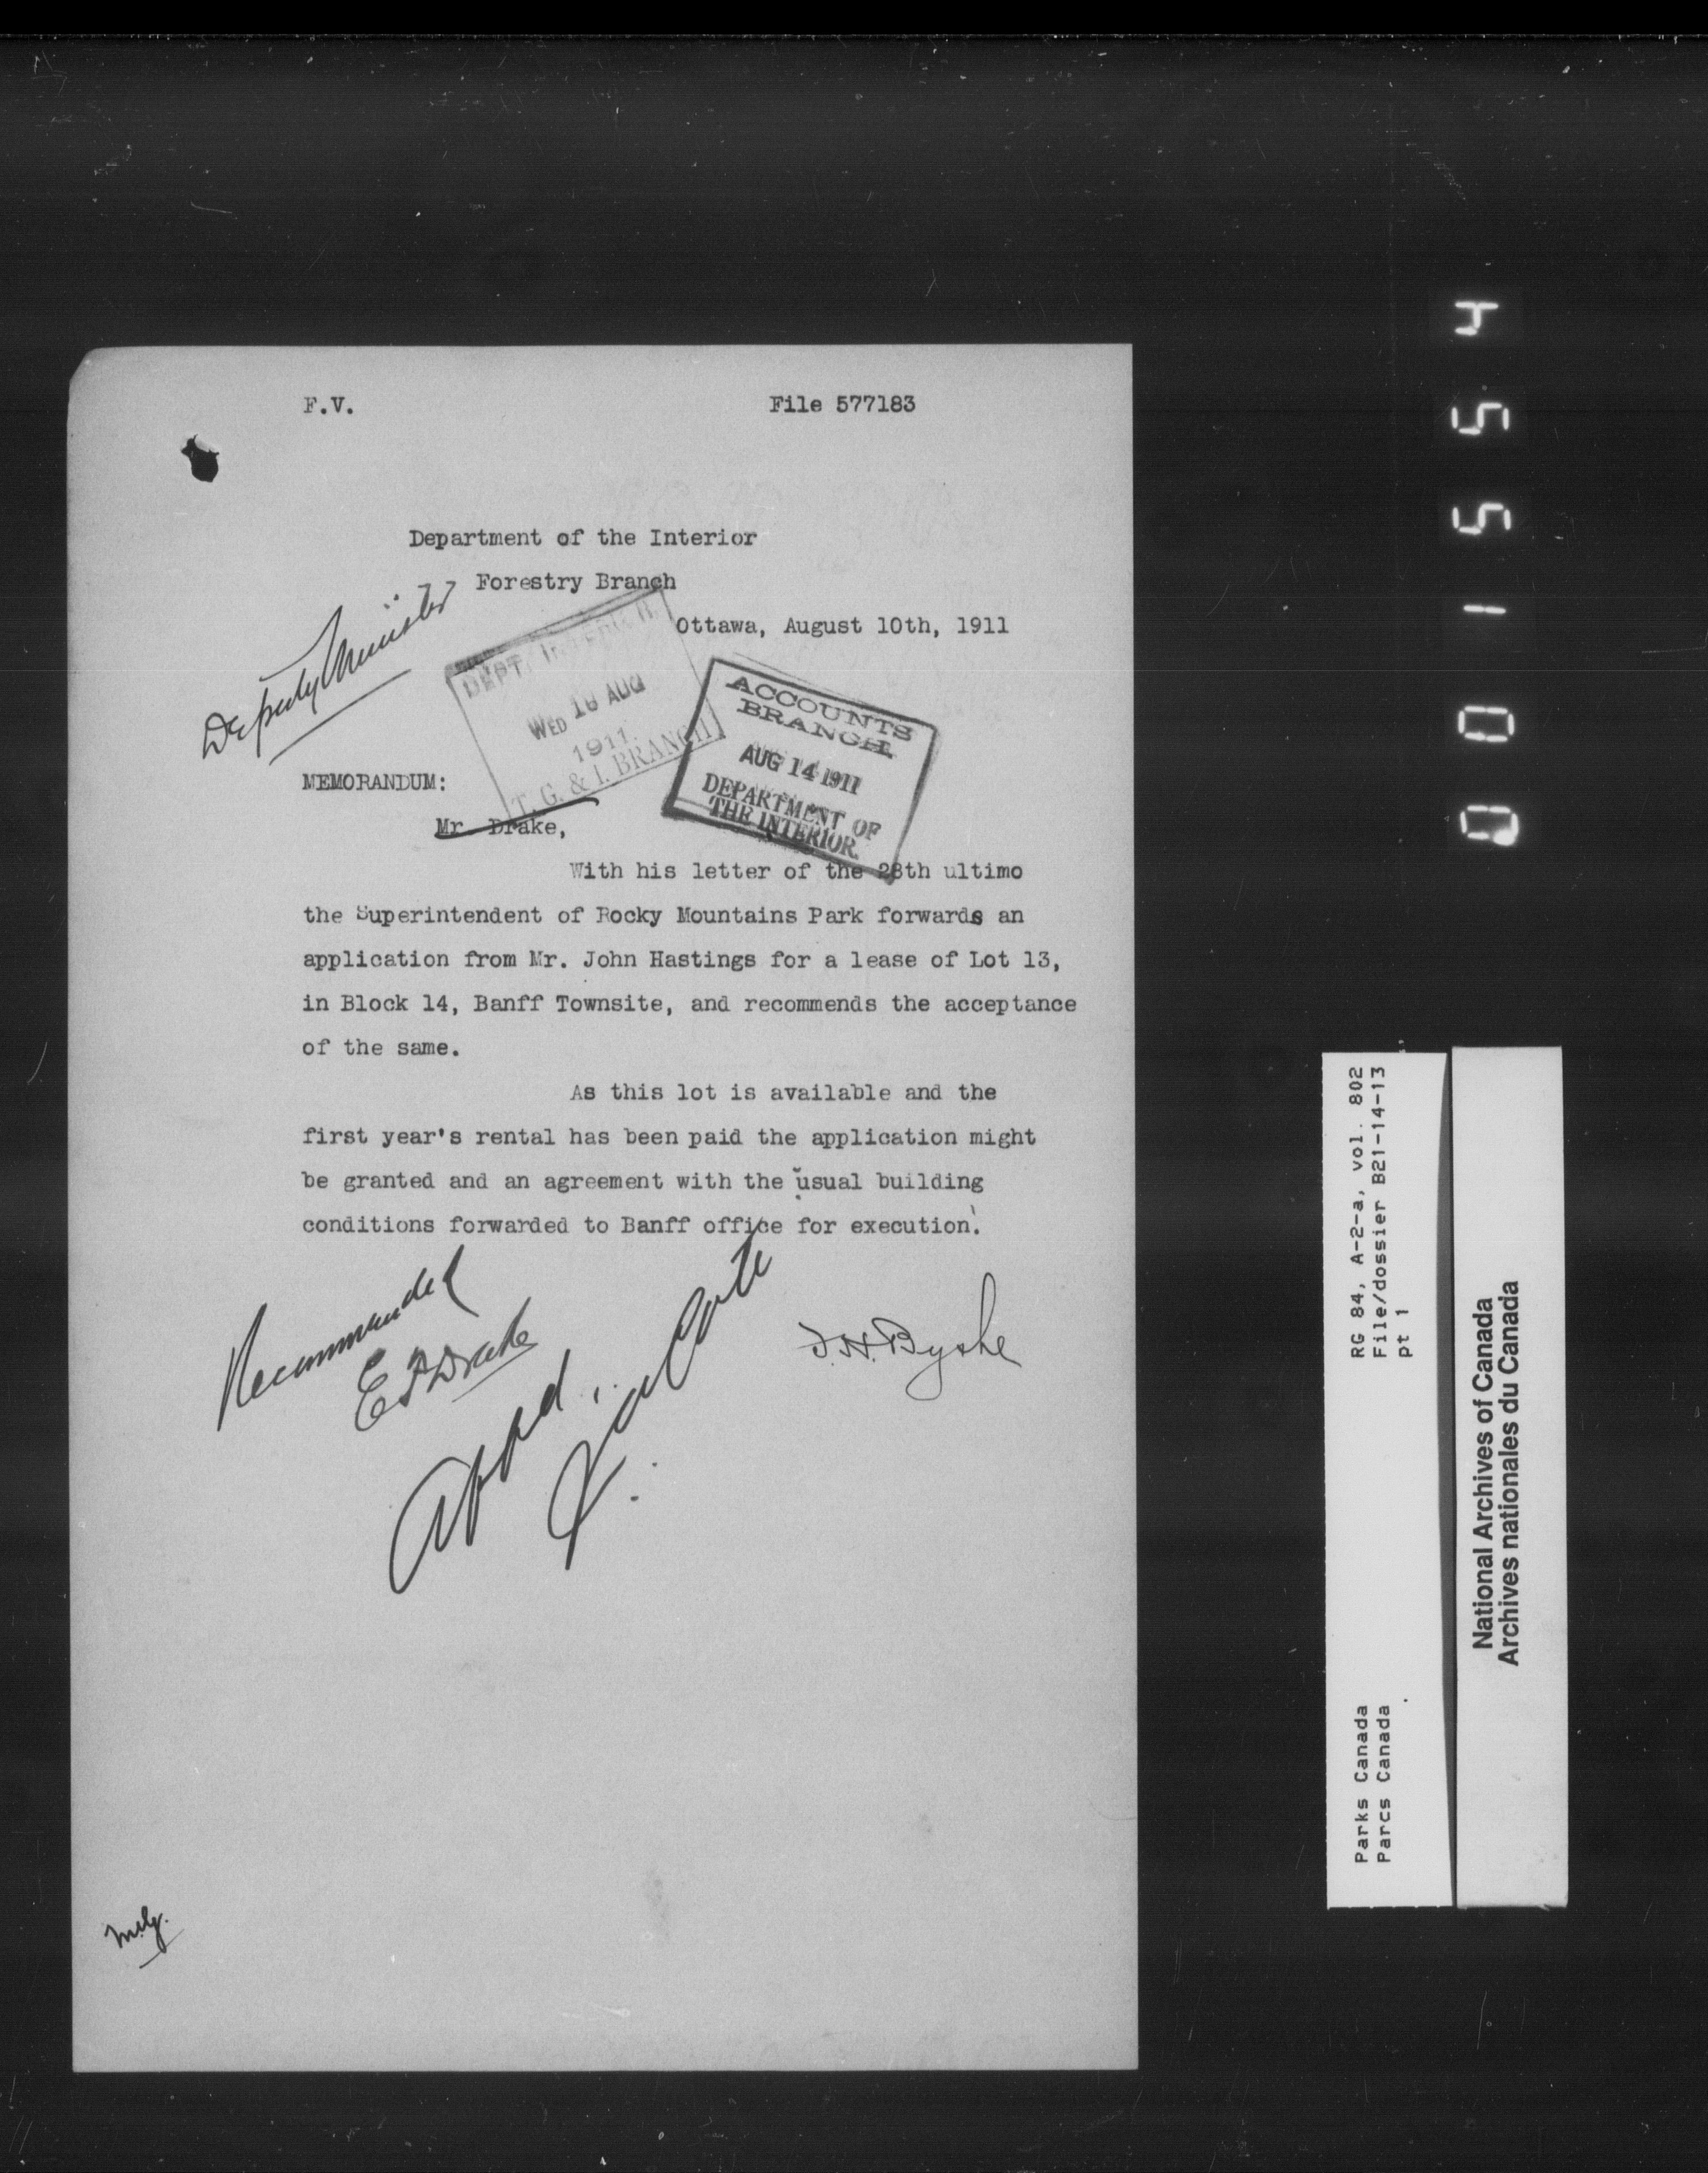 F.V. File 577183
Department of the Interior
Forestry Branch
Ottawa, August 10th, 1911
Deputy Minister
DEPT. INTERIOR
WED 16 AUG
1911.
T. G. & I. BRANCH
ACCOUNTS
BRANCH.
AUG 14 1911
DEPARTMENT OF
THE INTERIOR.
MEMORANDUM:
Mr. Drake,
With his letter of the 28th ultimo
the Superintendent of Rocky Mountains Park forwards an
application from Mr. John Hastings for a lease of Lot 13,
in Block 14, Banff Townsite, and recommends the acceptance
of the same.
As this lot is available and the
first year's rental has been paid the application might
be granted and an agreement with the usual building
conditions forwarded to Banff office for execution.
Recommended
E F Drake
Appd.
F. H. Byshe
001554
RG 84, A-2-a, vol. 802
File/dossier B21-14-13
pt 1
Parks Canada
Parcs Canada
National Archives of Canada
Archives nationales du Canada